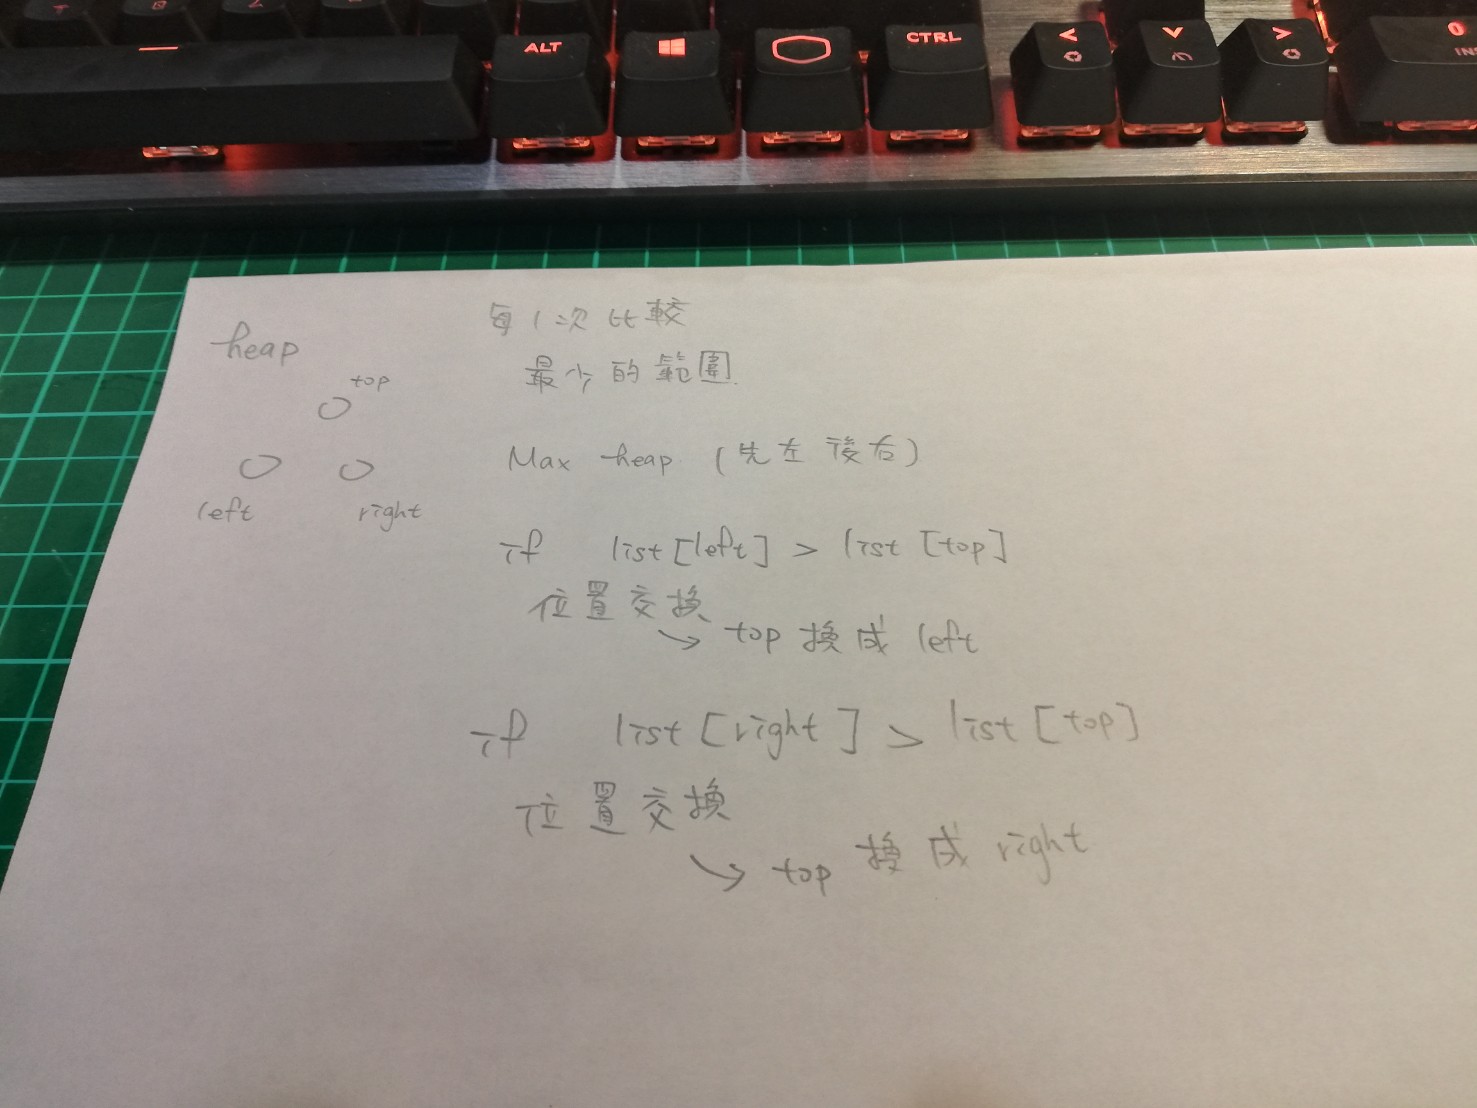 ALT
CTRL
INS
heap
每1次比較
最少的範圍
top
left
right
Max heap (先左後右)
if list[left] > list[top]
位置交換
→ top 換成 left
if list[right] > list[top]
位置交換
→ top 換成 right